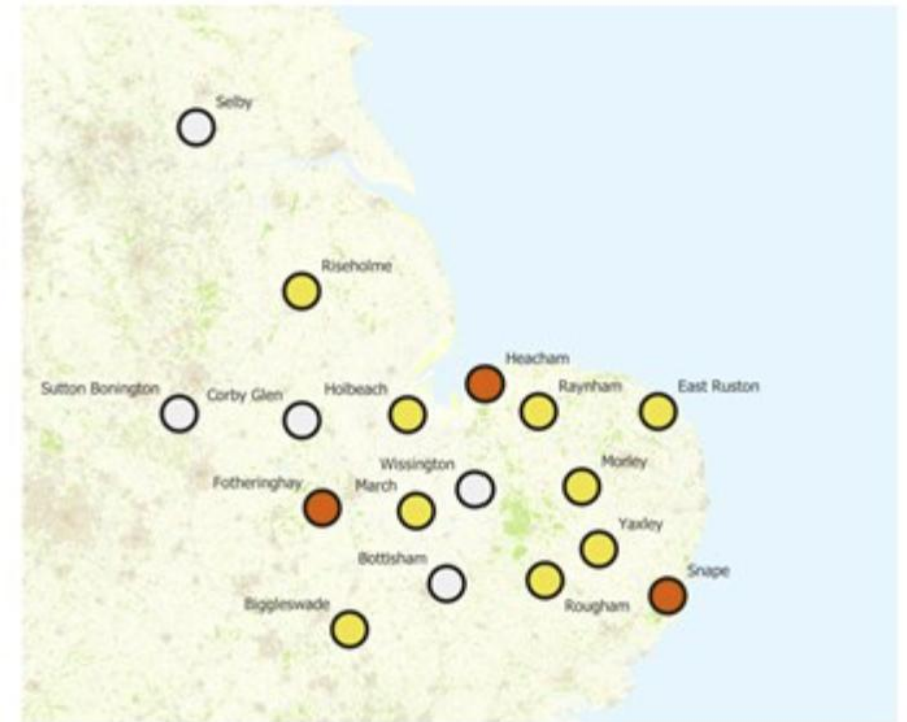 Selby
Riseholme
Heacham
Sutton Bonington
Corby Glen
Holbeach
Raynham
East Ruston
Wissington
Morley
Fotheringhay
March
Yaxley
Bottisham
Snape
Biggleswade
Rougham